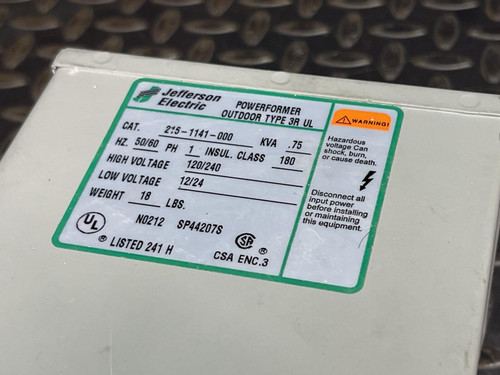 Jefferson
Electric
POWERFORMER
OUTDOOR TYPE 3R UL
CAT. 215-1141-000 KVA .75
HZ. 50/60 PH 1 INSUL. CLASS 180
HIGH VOLTAGE 120/240
LOW VOLTAGE 12/24
WEIGHT 18 LBS.
N0212 SP44207S
UL
® LISTED 241 H
SA ®
CSA ENC.3
WARNING!
Hazardous
voltage Can
shock, burn,
or cause death.
Disconnect all
input power
before installing
or maintaining
this equipment.